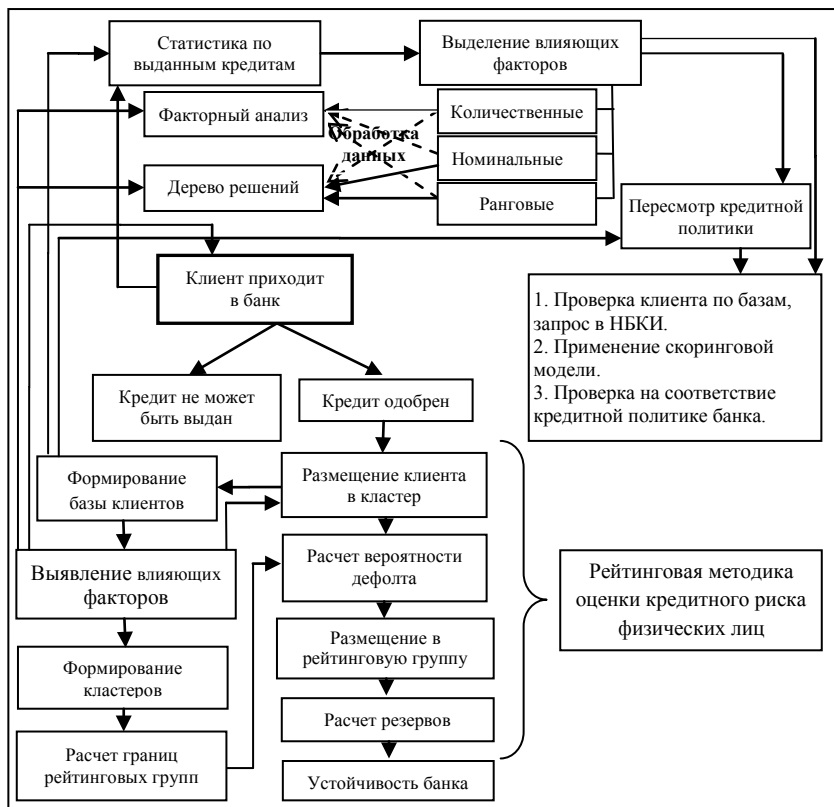 Статистика по
выданным кредитам
Выделение влияющих
факторов
Факторный анализ
Количественные
Обработка
данных
Номинальные
Дерево решений
Ранговые
Пересмотр кредитной
политики
Клиент приходит
в банк
1. Проверка клиента по базам,
запрос в НБКИ.
2. Применение скоринговой
модели.
3. Проверка на соответствие
кредитной политике банка.
Кредит не может
быть выдан
Кредит одобрен
Формирование
базы клиентов
Размещение клиента
в кластер
Выявление влияющих
факторов
Расчет вероятности
дефолта
Рейтинговая методика
оценки кредитного риска
физических лиц
Размещение в
рейтинговую группу
Формирование
кластеров
Расчет резервов
Расчет границ
рейтинговых групп
Устойчивость банка